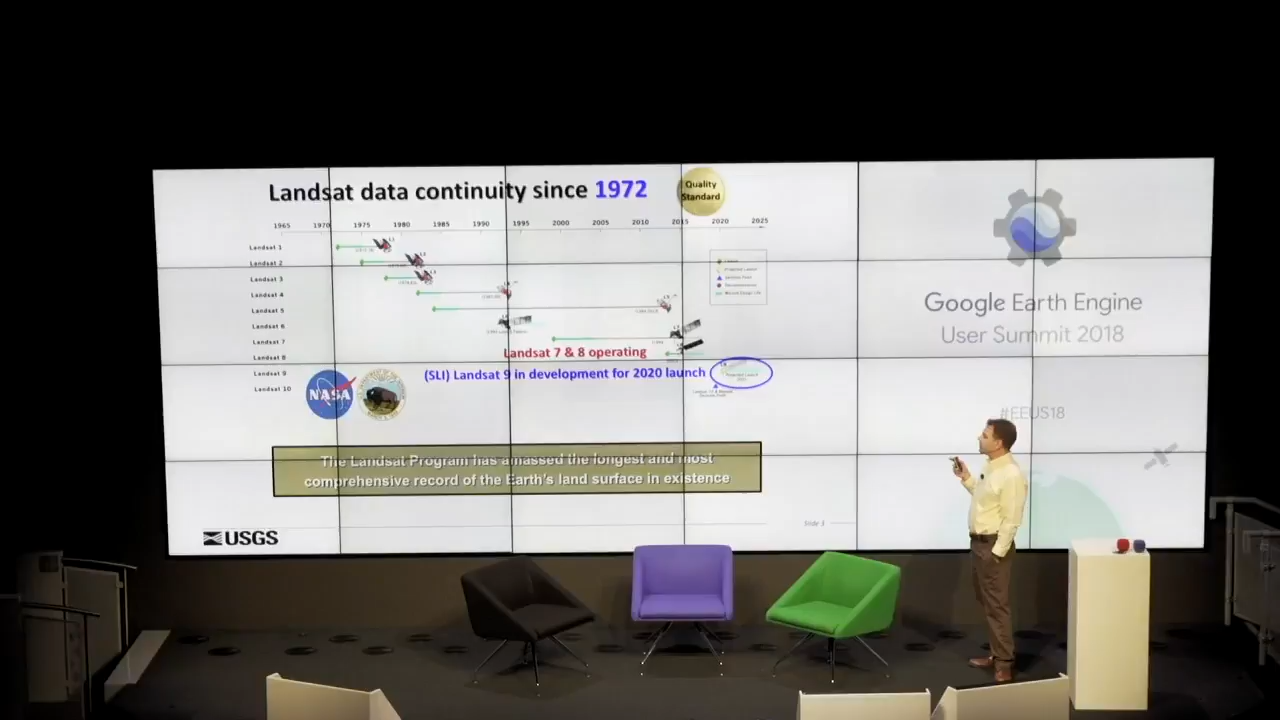 Landsat data continuity since 1972
Quality
Standard
1965 1970 1975 1980 1985 1990 1995 2000 2005 2010 2015 2020 2025
Landsat 1
Landsat 2
Landsat 3
Landsat 4
Landsat 5
Landsat 6
Landsat 7
Landsat 8
Landsat 9
Landsat 10
Landsat 7 & 8 operating
(SLI) Landsat 9 in development for 2020 launch
NASA
The Landsat Program has amassed the longest and most
comprehensive record of the Earth's land surface in existence
USGS
Slide 3
Google Earth Engine
User Summit 2018
#EEUS18